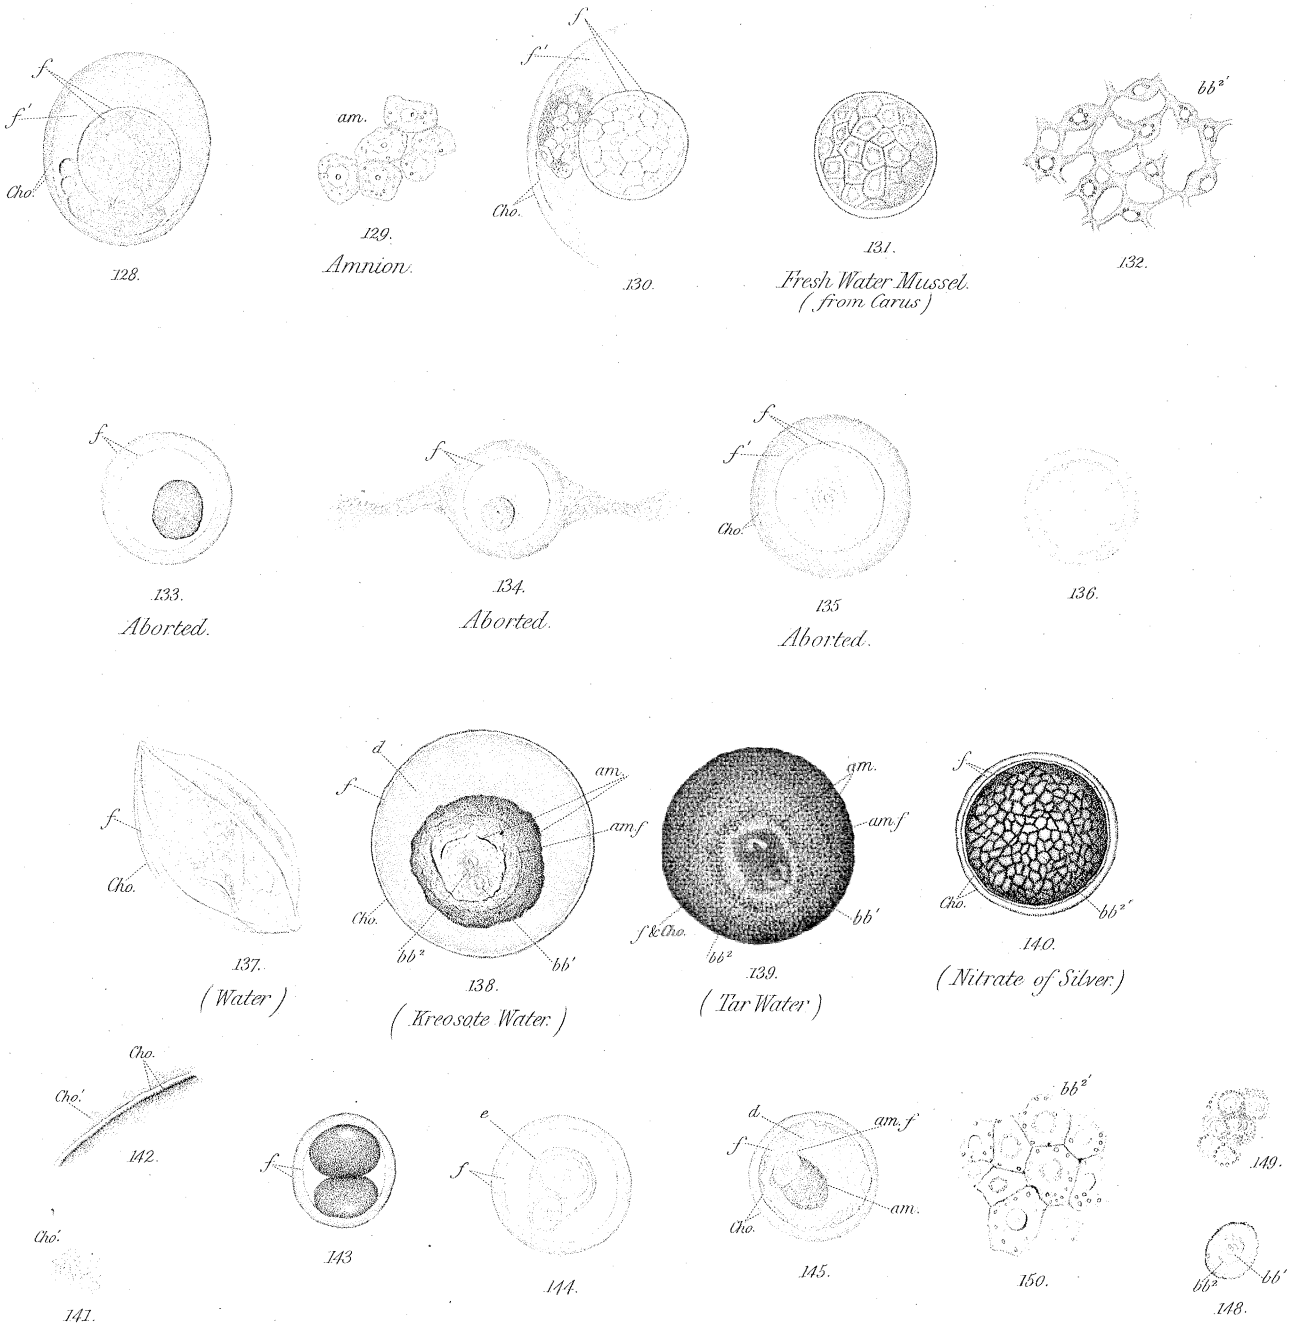 f
f'
Cho.
128.
am.
129.
Amnion.
f
f'
Cho.
130.
131.
Fresh Water Mussel.
(from Carus)
bb²'
132.
f
133.
Aborted.
f
134.
Aborted.
f
f'
Cho.
135
Aborted.
136.
f
Cho.
137.
(Water)
d
f
am.
am.f
Cho.
bb²
bb'
138.
(Kreosote Water.)
am.
am.f
f & Cho.
bb'
bb²
139.
(Tar Water)
f
Cho.
bb²'
140.
(Nitrate of Silver.)
Cho.
Cho.'
142.
Cho.'
141.
f
143
e
f
144.
d
f
am.f
Cho.
am.
145.
bb²'
150.
149.
bb²
bb'
148.